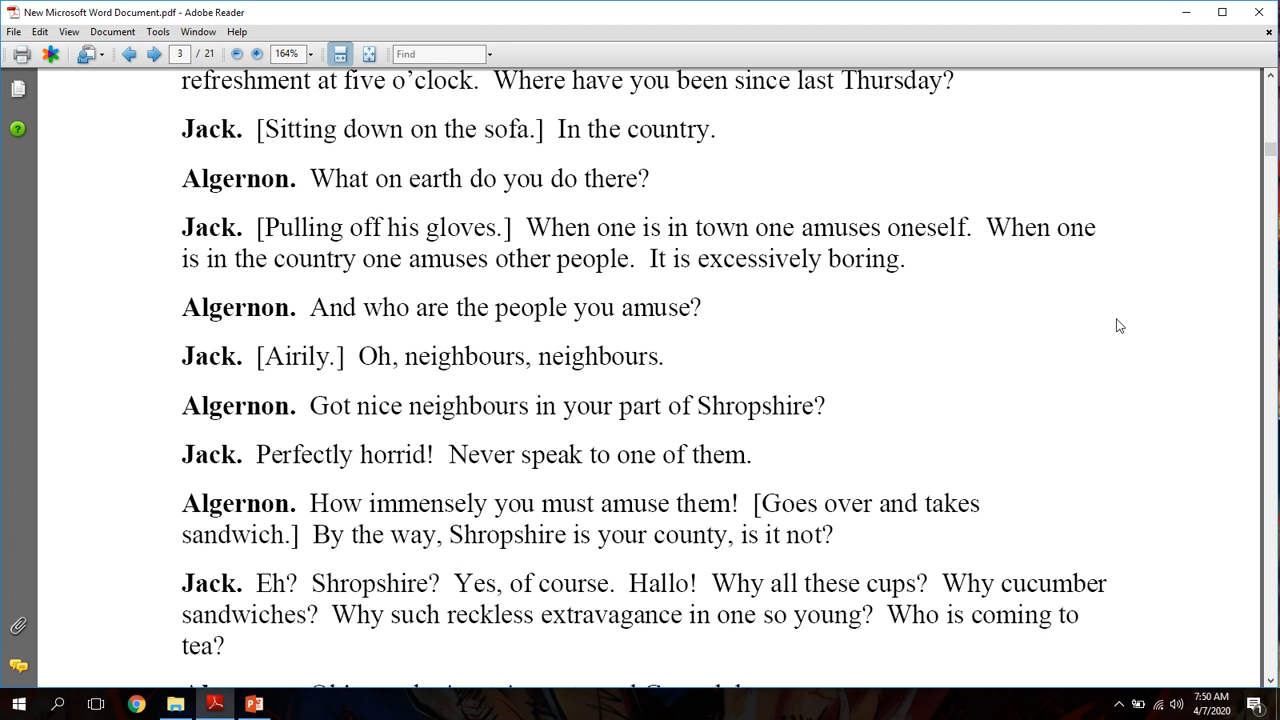 New Microsoft Word Document.pdf - Adobe Reader
File Edit View Document Tools Window Help
3 / 21 164% Find
refreshment at five o’clock.  Where have you been since last Thursday?
Jack.  [Sitting down on the sofa.]  In the country.
Algernon.  What on earth do you do there?
Jack.  [Pulling off his gloves.]  When one is in town one amuses oneself.  When one
is in the country one amuses other people.  It is excessively boring.
Algernon.  And who are the people you amuse?
Jack.  [Airily.]  Oh, neighbours, neighbours.
Algernon.  Got nice neighbours in your part of Shropshire?
Jack.  Perfectly horrid!  Never speak to one of them.
Algernon.  How immensely you must amuse them!  [Goes over and takes
sandwich.]  By the way, Shropshire is your county, is it not?
Jack.  Eh?  Shropshire?  Yes, of course.  Hallo!  Why all these cups?  Why cucumber
sandwiches?  Why such reckless extravagance in one so young?  Who is coming to
tea?
7:50 AM
4/7/2020